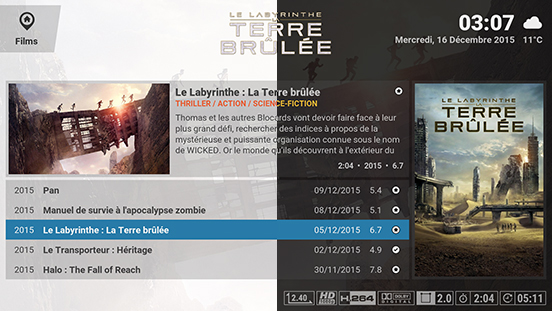 Films
LE LABYRINTHE
TERRE
BRÛLÉE
03:07
Mercredi, 16 Décembre 2015 11°C
Le Labyrinthe : La Terre brûlée
THRILLER / ACTION / SCIENCE-FICTION
Thomas et les autres Blocards vont devoir faire face à leur
plus grand défi, rechercher des indices à propos de la
mystérieuse et puissante organisation connue sous le nom
de WICKED. Or le monde qu'ils découvrent à l'extérieur du
2:04 • 2015 • 6.7
2015 Pan 09/12/2015 5.4
2015 Manuel de survie à l'apocalypse zombie 08/12/2015 5.1
2015 Le Labyrinthe : La Terre brûlée 05/12/2015 6.7
2015 Le Transporteur : Héritage 02/12/2015 4.9
2015 Halo : The Fall of Reach 30/11/2015 7.8
LE LABYRINTHE
TERRE
BRÛLÉE
2.40 HD 1080 H.264 DOLBY DIGITAL 2.0 2:04 05:11